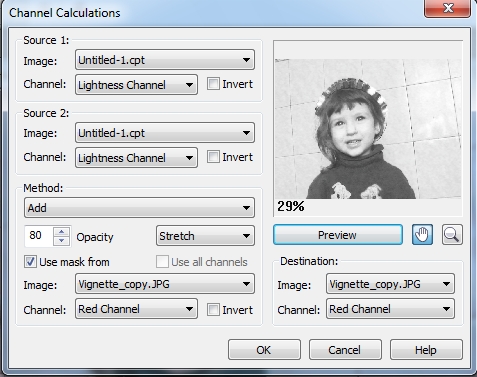 Channel Calculations
Source 1:
Image: Untitled-1.cpt
Channel: Lightness Channel Invert
Source 2:
Image: Untitled-1.cpt
Channel: Lightness Channel Invert
29%
Method:
Add
80 Opacity Stretch
Preview
Use mask from Use all channels
Image: Vignette_copy.JPG
Channel: Red Channel Invert
Destination:
Image: Vignette_copy.JPG
Channel: Red Channel
OK Cancel Help